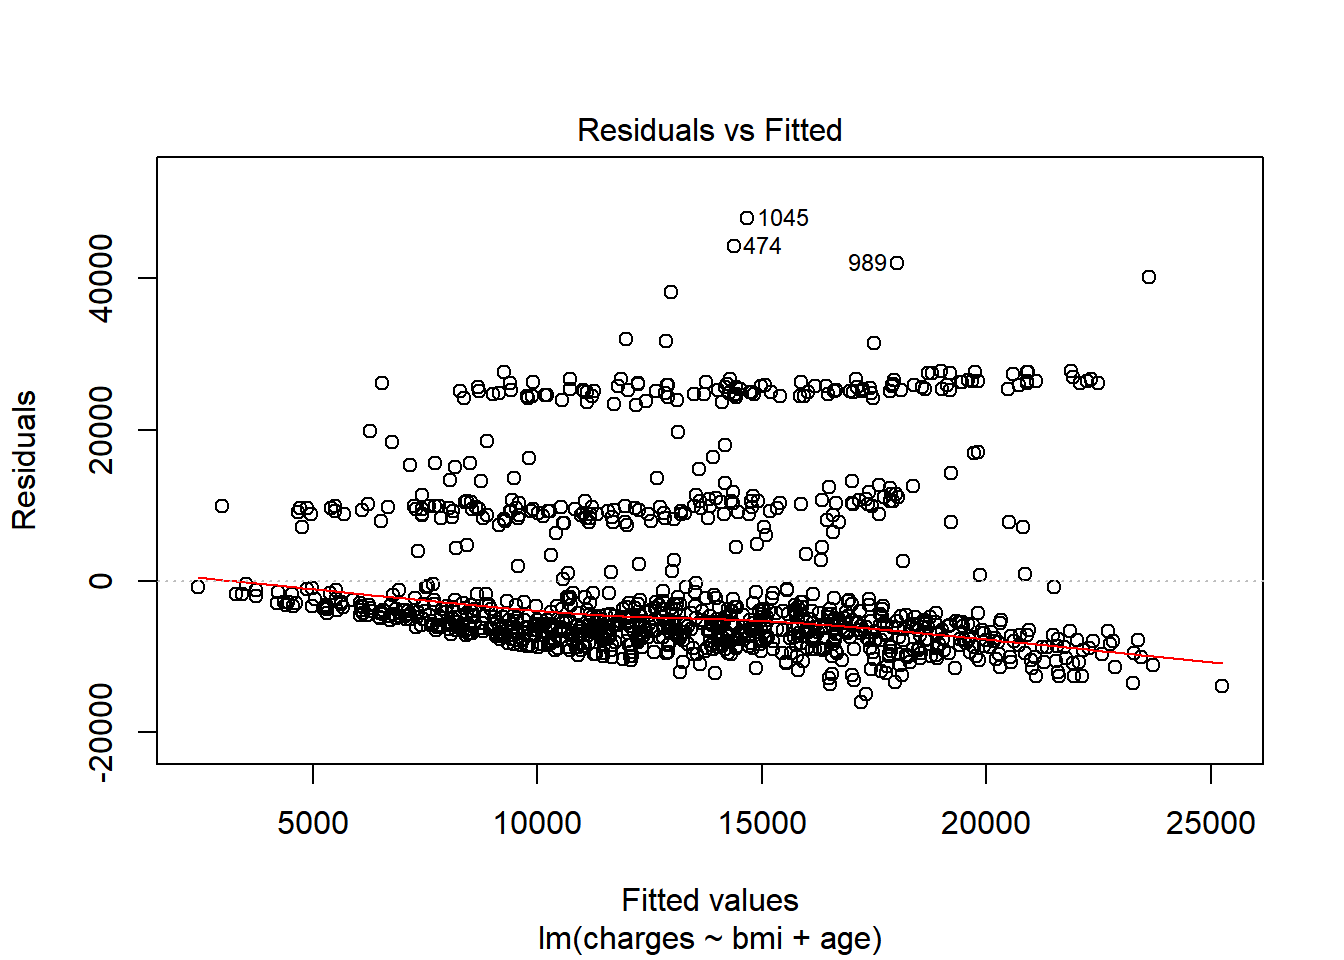 Residuals vs Fitted
1045
474
989
Residuals
40000
20000
0
-20000
5000 10000 15000 20000 25000
Fitted values
lm(charges ~ bmi + age)